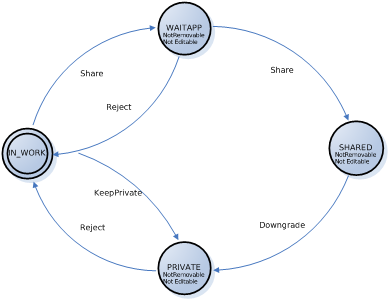 WAITAPP
NotRemovable
Not Editable
Share
Share
Reject
IN_WORK
SHARED
NotRemovable
Not Editable
KeepPrivate
Reject
Downgrade
PRIVATE
NotRemovable
Not Editable